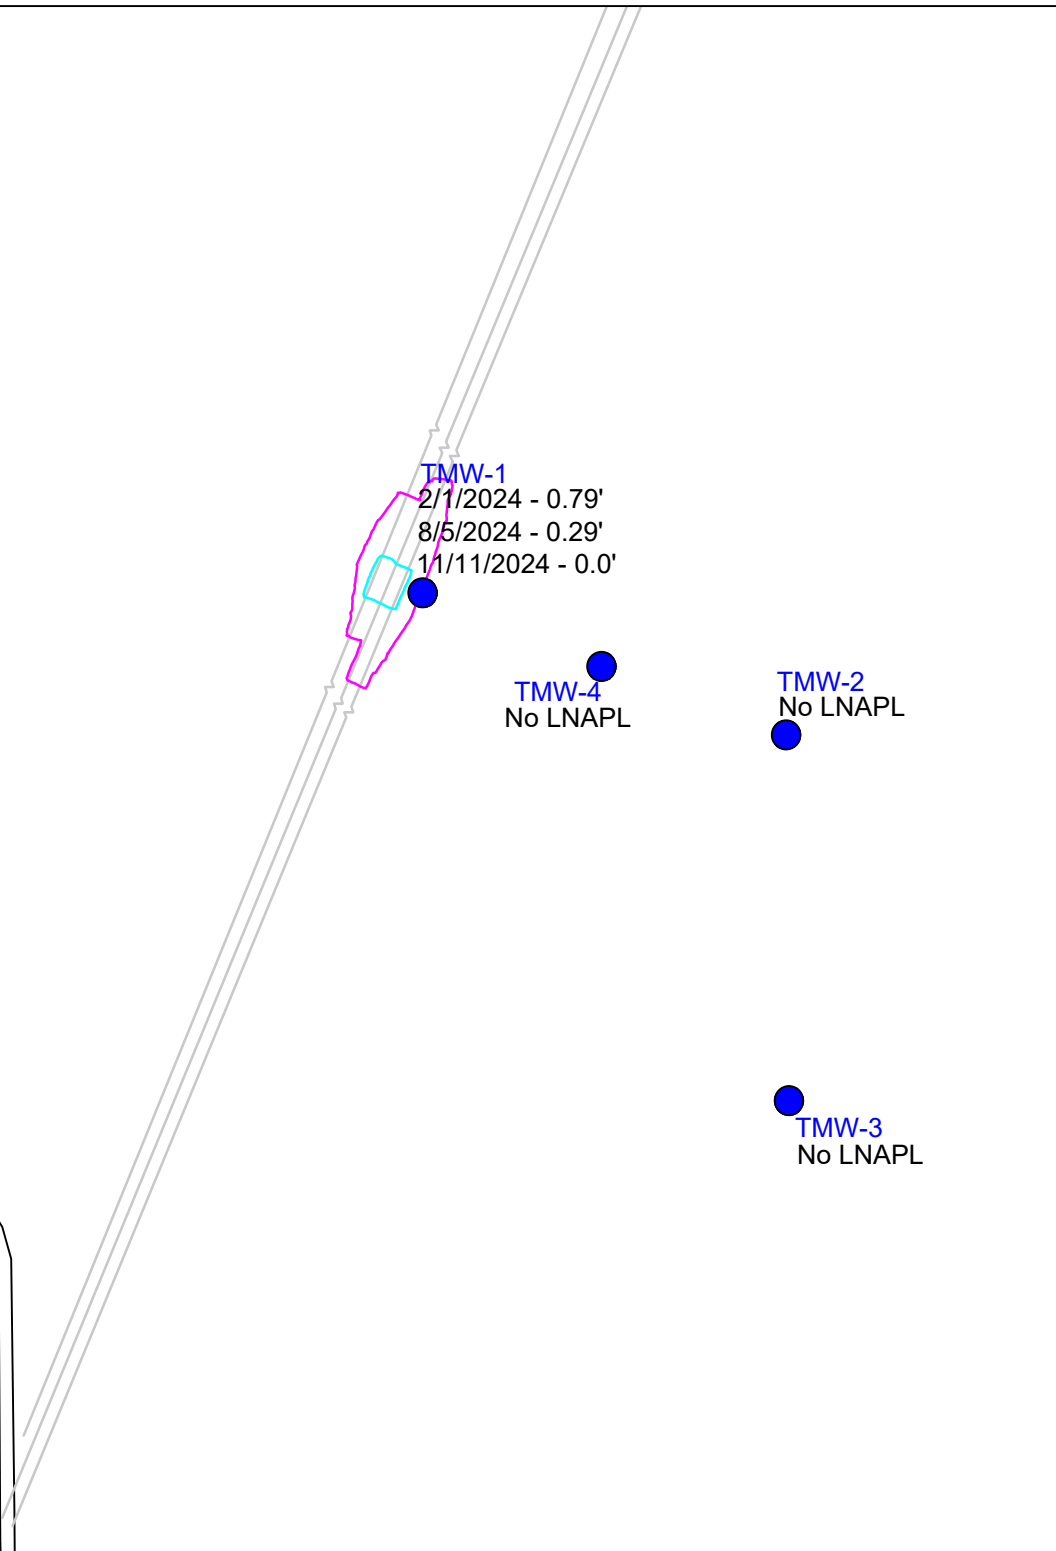 TMW-1
2/1/2024 - 0.79'
8/5/2024 - 0.29'
11/11/2024 - 0.0'
TMW-4
No LNAPL
TMW-2
No LNAPL
TMW-3
No LNAPL